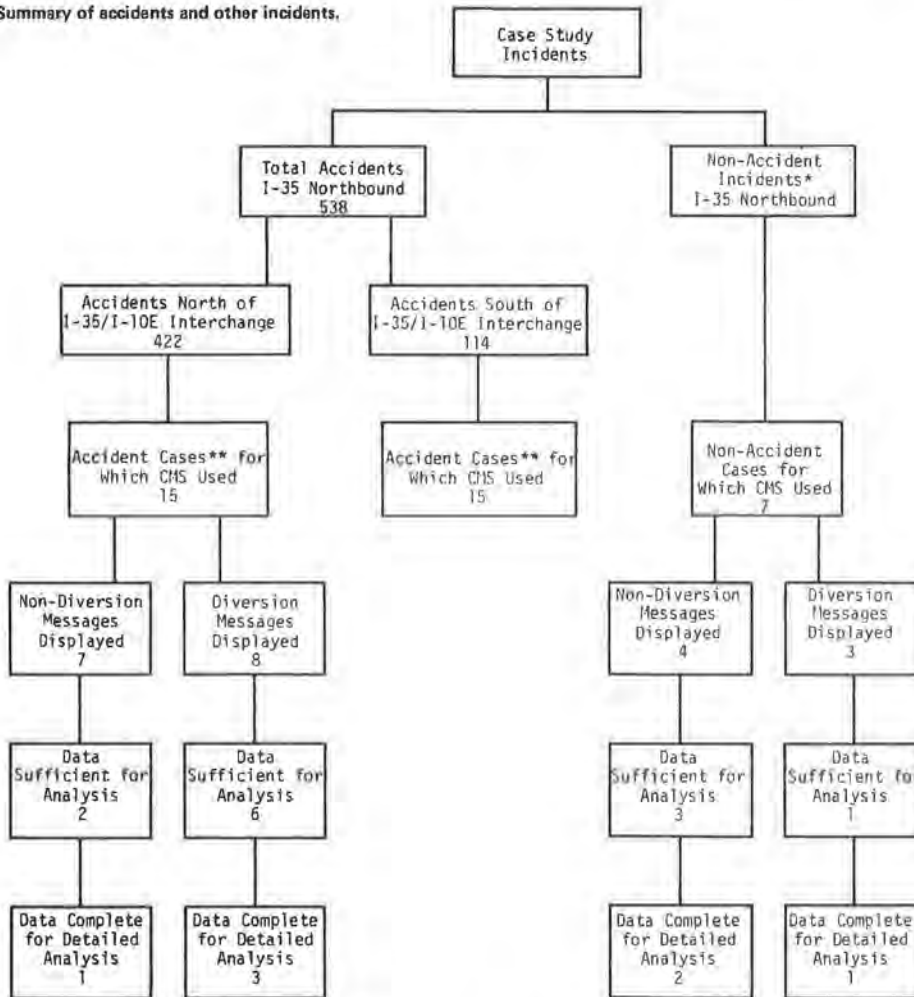 Summary of accidents and other incidents.
Case Study
Incidents
Total Accidents
I-35 Northbound
538
Non-Accident
Incidents*
I-35 Northbound
Accidents North of
I-35/I-10E Interchange
422
Accidents South of
I-35/I-10E Interchange
114
Accident Cases** for
Which CMS Used
15
Accident Cases** for
Which CMS Used
15
Non-Accident
Cases for
Which CMS Used
7
Non-Diversion
Messages
Displayed
7
Diversion
Messages
Displayed
8
Non-Diversion
Messages
Displayed
4
Diversion
Messages
Displayed
3
Data
Sufficient for
Analysis
2
Data
Sufficient for
Analysis
6
Data
Sufficient for
Analysis
3
Data
Sufficient for
Analysis
1
Data Complete
for Detailed
Analysis
1
Data Complete
for Detailed
Analysis
3
Data Complete
for Detailed
Analysis
2
Data Complete
for Detailed
Analysis
1